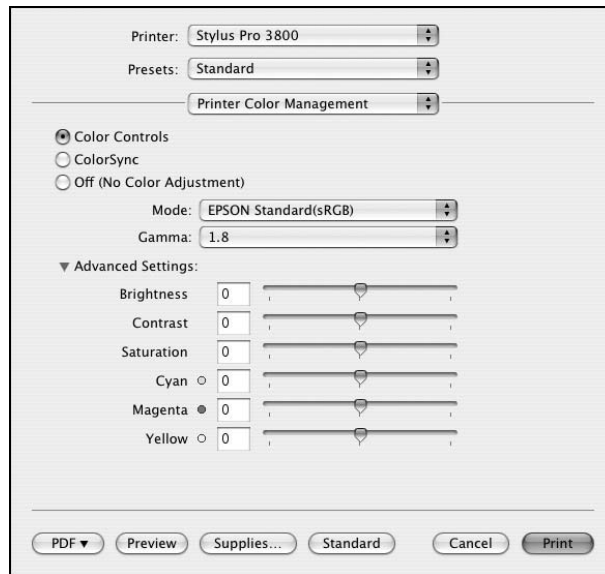 Printer: Stylus Pro 3800
Presets: Standard
Printer Color Management
Color Controls
ColorSync
Off (No Color Adjustment)
Mode: EPSON Standard(sRGB)
Gamma: 1.8
▼ Advanced Settings:
Brightness 0
Contrast 0
Saturation 0
Cyan 0
Magenta 0
Yellow 0
PDF ▼ Preview Supplies... Standard Cancel Print